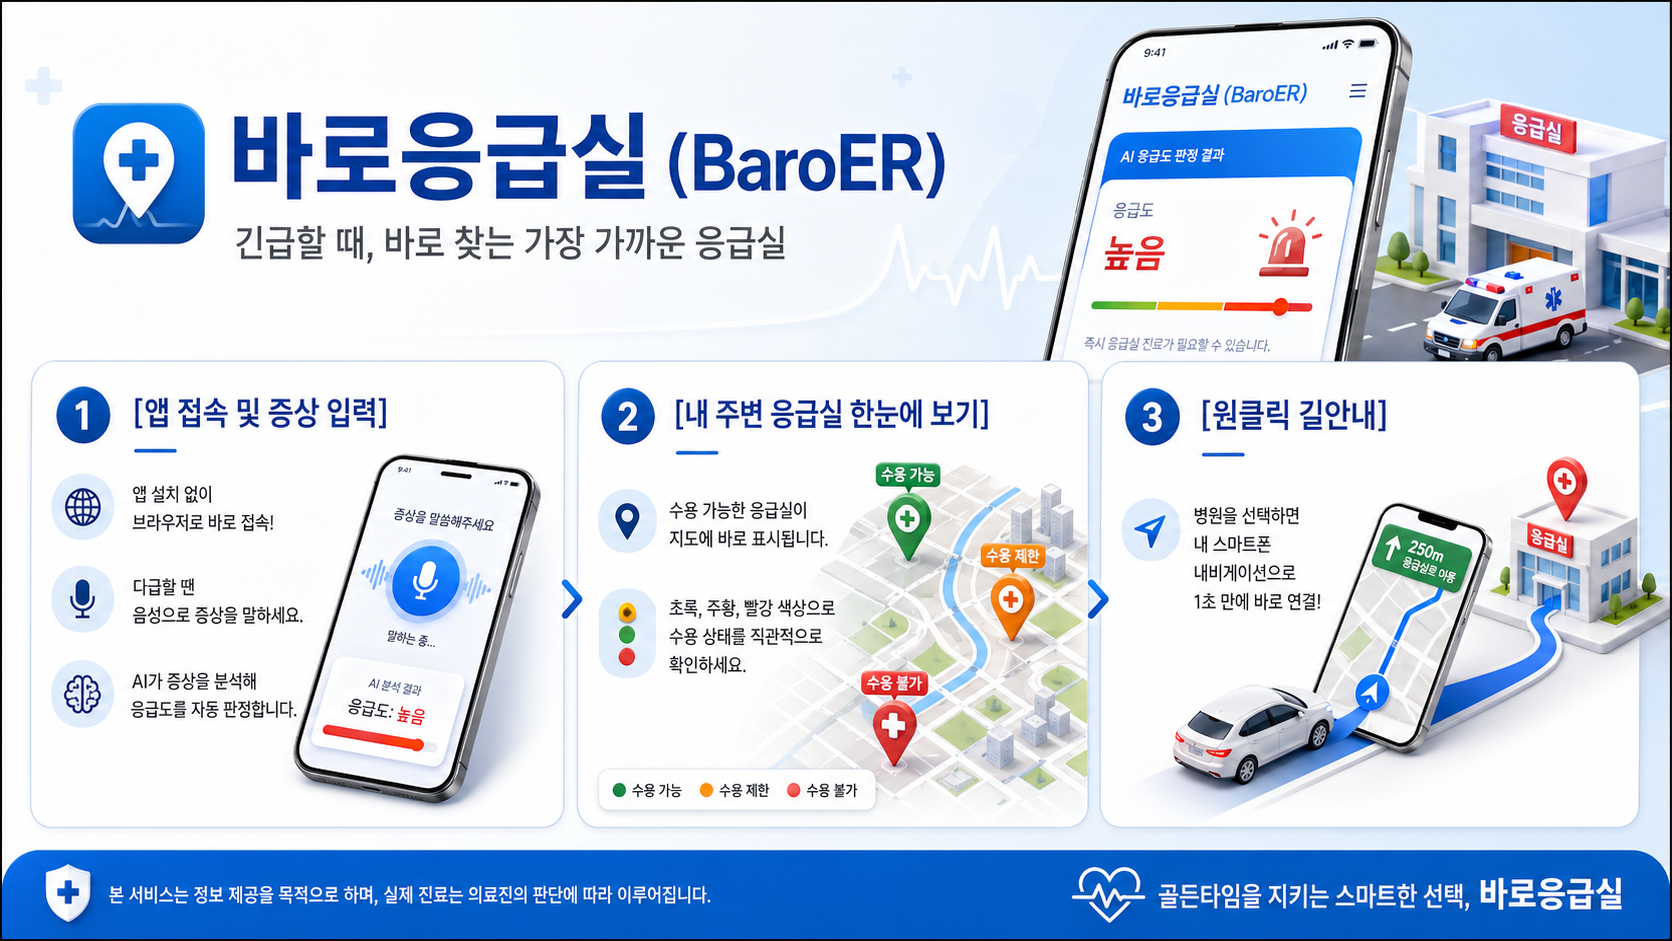 바로응급실 (BaroER)
긴급할 때, 바로 찾는 가장 가까운 응급실
9:41
바로응급실 (BaroER)
AI 응급도 판정 결과
응급도
높음
즉시 응급실 진료가 필요할 수 있습니다.
응급실
1 [앱 접속 및 증상 입력]
앱 설치 없이
브라우저로 바로 접속!
다급할 땐
음성으로 증상을 말하세요.
AI가 증상을 분석해
응급도를 자동 판정합니다.
9:41
증상을 말씀해주세요
말하는 중...
AI 분석 결과
응급도: 높음
2 [내 주변 응급실 한눈에 보기]
수용 가능한 응급실이
지도에 바로 표시됩니다.
초록, 주황, 빨강 색상으로
수용 상태를 직관적으로
확인하세요.
수용 가능
수용 제한
수용 불가
수용 가능 수용 제한 수용 불가
3 [원클릭 길안내]
병원을 선택하면
내 스마트폰
내비게이션으로
1초 만에 바로 연결!
250m
응급실로 이동
응급실
본 서비스는 정보 제공을 목적으로 하며, 실제 진료는 의료진의 판단에 따라 이루어집니다.
골든타임을 지키는 스마트한 선택, 바로응급실